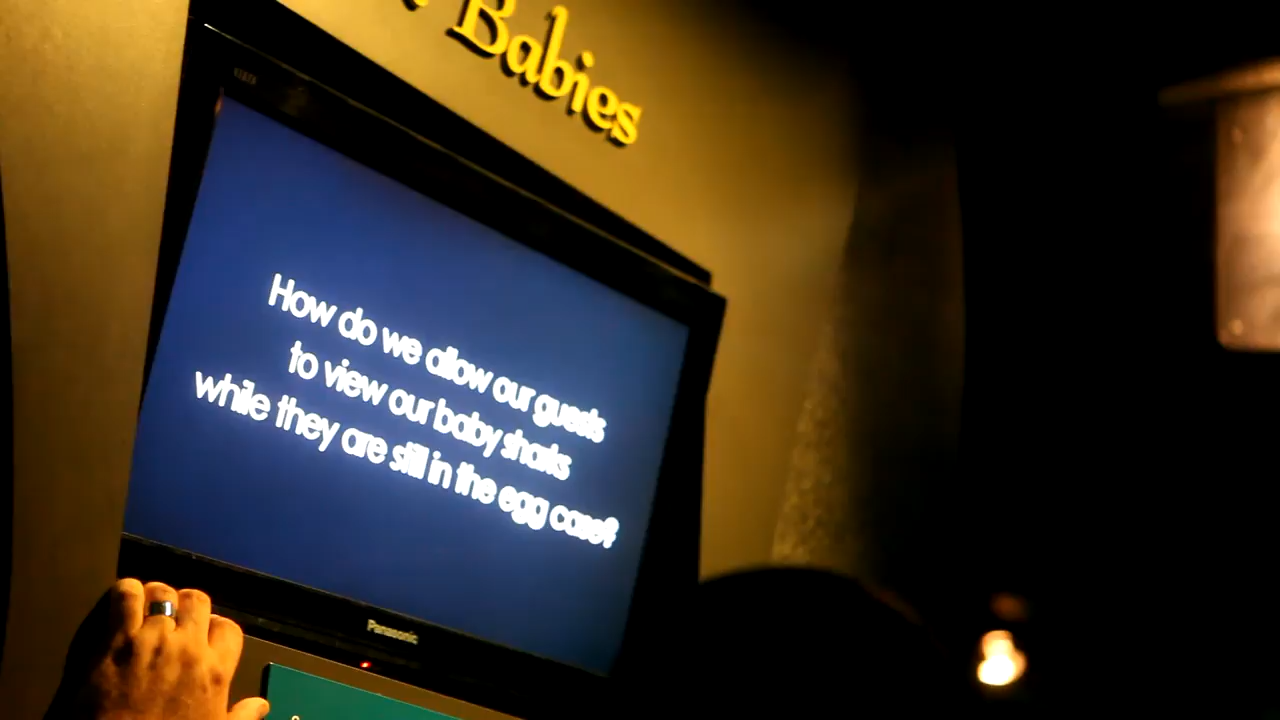 Babies
How do we allow our guests
to view our baby sharks
while they are still in the egg case?
Panasonic